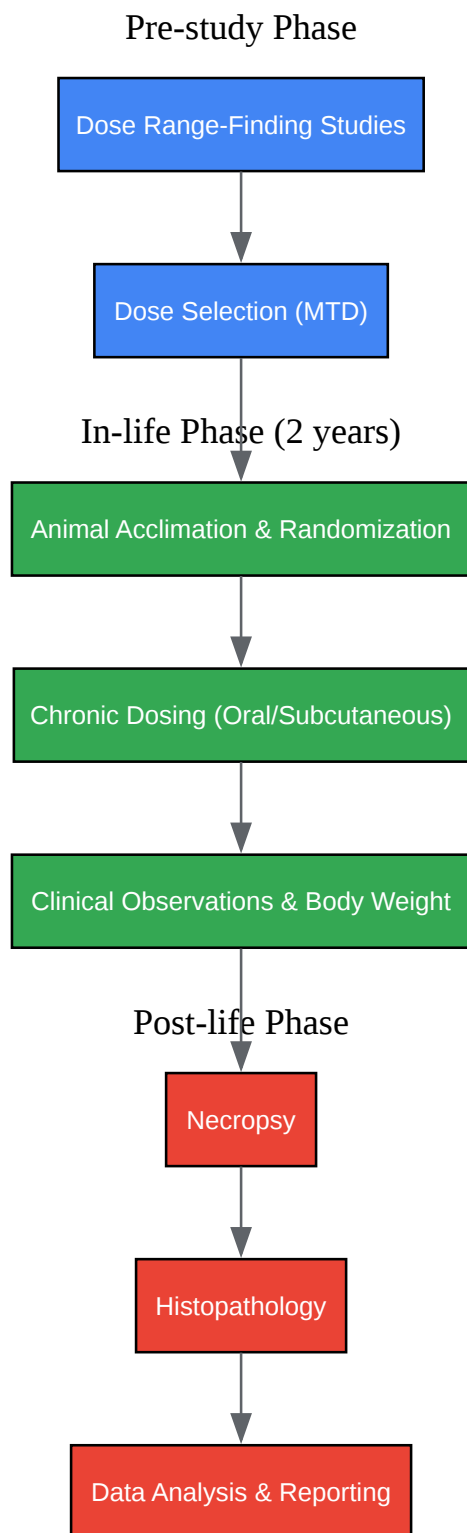 Pre-study Phase
Dose Range-Finding Studies
Dose Selection (MTD)
In-life Phase (2 years)
Animal Acclimation & Randomization
Chronic Dosing (Oral/Subcutaneous)
Clinical Observations & Body Weight
Post-life Phase
Necropsy
Histopathology
Data Analysis & Reporting